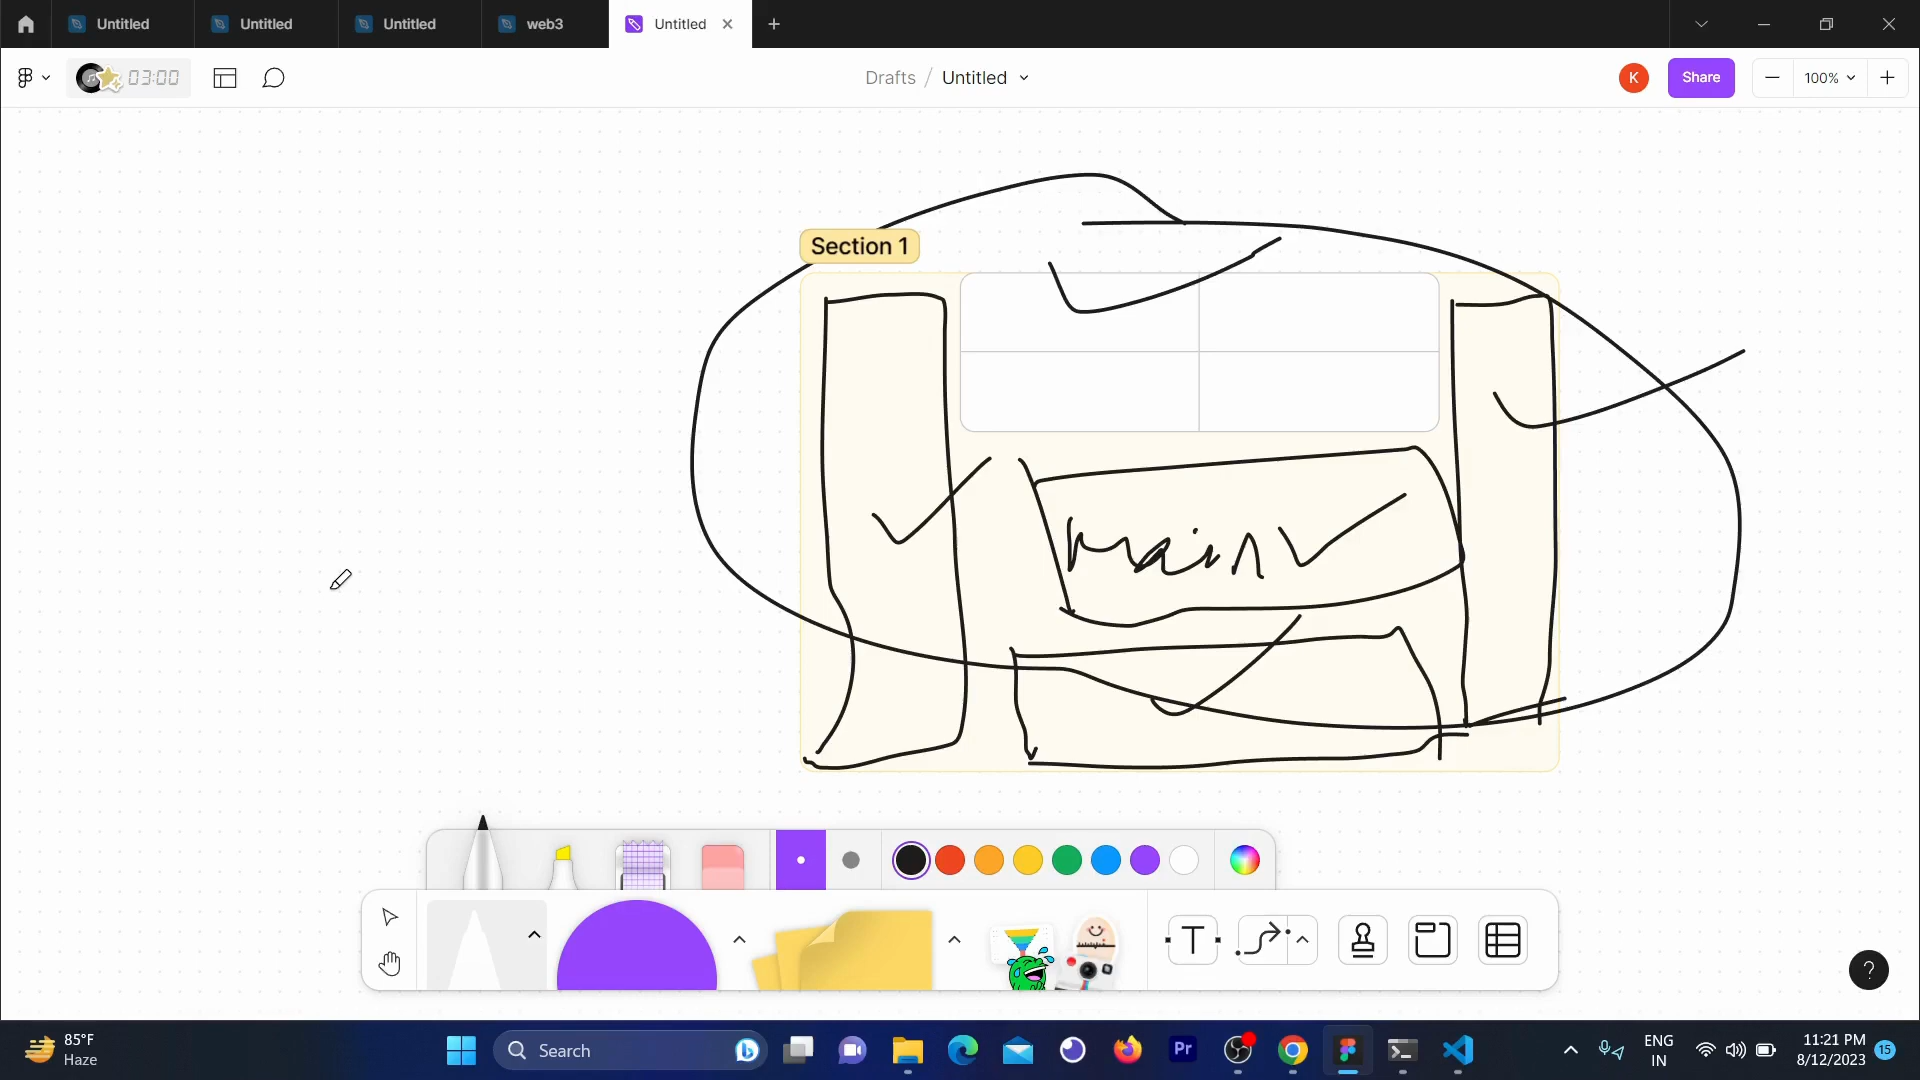 Untitled
Untitled
Untitled
web3
Untitled
03:00
Drafts / Untitled
K
Share
100%
Section 1
main
T
?
85°F
Haze
Search
Pr
ENG
IN
11:21 PM
8/12/2023
15